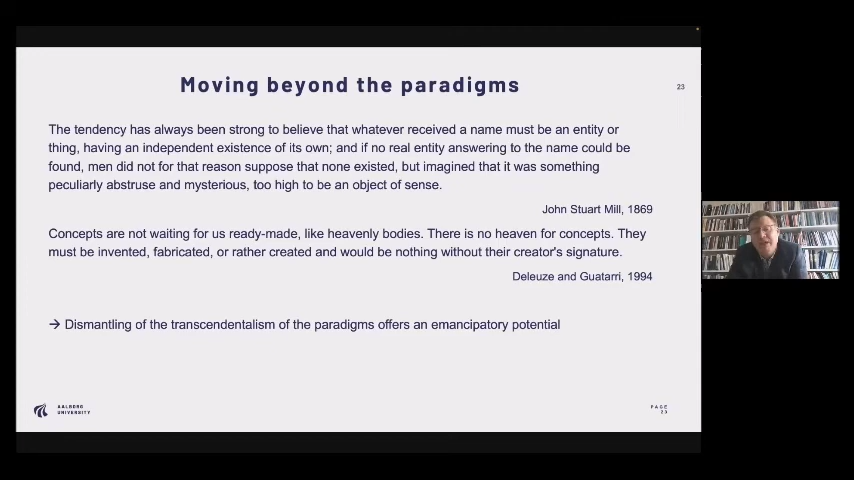 Moving beyond the paradigms
23
The tendency has always been strong to believe that whatever received a name must be an entity or
thing, having an independent existence of its own; and if no real entity answering to the name could be
found, men did not for that reason suppose that none existed, but imagined that it was something
peculiarly abstruse and mysterious, too high to be an object of sense.
John Stuart Mill, 1869
Concepts are not waiting for us ready-made, like heavenly bodies. There is no heaven for concepts. They
must be invented, fabricated, or rather created and would be nothing without their creator's signature.
Deleuze and Guatarri, 1994
→ Dismantling of the transcendentalism of the paradigms offers an emancipatory potential
AALBORG
UNIVERSITY
PAGE
23